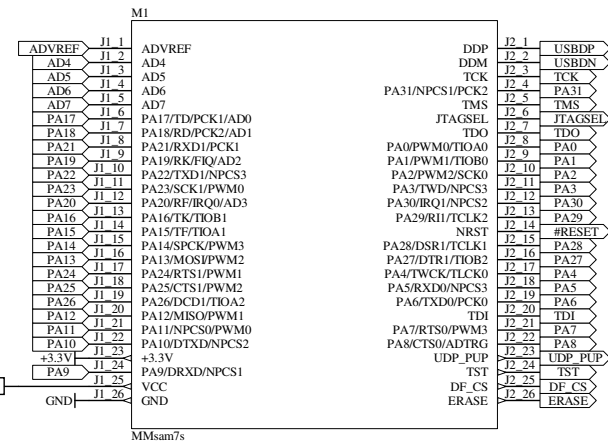 M1
ADVREF J1_1 ADVREF DDP J2_1 USBDP
AD4 J1_2 AD4 DDM J2_2 USBDN
AD5 J1_3 AD5 TCK J2_3 TCK
AD6 J1_4 AD6 PA31/NPCS1/PCK2 J2_4 PA31
AD7 J1_5 AD7 TMS J2_5 TMS
PA17 J1_6 PA17/TD/PCK1/AD0 JTAGSEL J2_6 JTAGSEL
PA18 J1_7 PA18/RD/PCK2/AD1 TDO J2_7 TDO
PA21 J1_8 PA21/RXD1/PCK1 PA0/PWM0/TIOA0 J2_8 PA0
PA19 J1_9 PA19/RK/FIQ/AD2 PA1/PWM1/TIOB0 J2_9 PA1
PA22 J1_10 PA22/TXD1/NPCS3 PA2/PWM2/SCK0 J2_10 PA2
PA23 J1_11 PA23/SCK1/PWM0 PA3/TWD/NPCS3 J2_11 PA3
PA20 J1_12 PA20/RF/IRQ0/AD3 PA30/IRQ1/NPCS2 J2_12 PA30
PA16 J1_13 PA16/TK/TIOB1 PA29/RI1/TCLK2 J2_13 PA29
PA15 J1_14 PA15/TF/TIOA1 NRST J2_14 #RESET
PA14 J1_15 PA14/SPCK/PWM3 PA28/DSR1/TCLK1 J2_15 PA28
PA13 J1_16 PA13/MOSI/PWM2 PA27/DTR1/TIOB2 J2_16 PA27
PA24 J1_17 PA24/RTS1/PWM1 PA4/TWCK/TLCK0 J2_17 PA4
PA25 J1_18 PA25/CTS1/PWM2 PA5/RXD0/NPCS3 J2_18 PA5
PA26 J1_19 PA26/DCD1/TIOA2 PA6/TXD0/PCK0 J2_19 PA6
PA12 J1_20 PA12/MISO/PWM1 TDI J2_20 TDI
PA11 J1_21 PA11/NPCS0/PWM0 PA7/RTS0/PWM3 J2_21 PA7
PA10 J1_22 PA10/DTXD/NPCS2 PA8/CTS0/ADTRG J2_22 PA8
+3.3V J1_23 +3.3V UDP_PUP J2_23 UDP_PUP
PA9 J1_24 PA9/DRXD/NPCS1 TST J2_24 TST
J1_25 VCC DF_CS J2_25 DF_CS
GND J1_26 GND ERASE J2_26 ERASE
MMsam7s